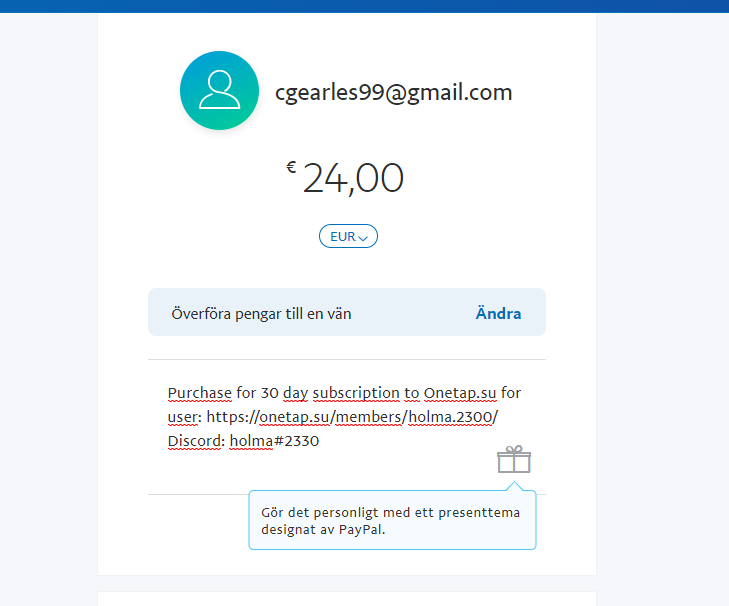 cgearles99@gmail.com
€ 24,00
EUR
Överföra pengar till en vän Ändra
Purchase for 30 day subscription to Onetap.su for
user: https://onetap.su/members/holma.2300/
Discord: holma#2330
Gör det personligt med ett presenttema
designat av PayPal.